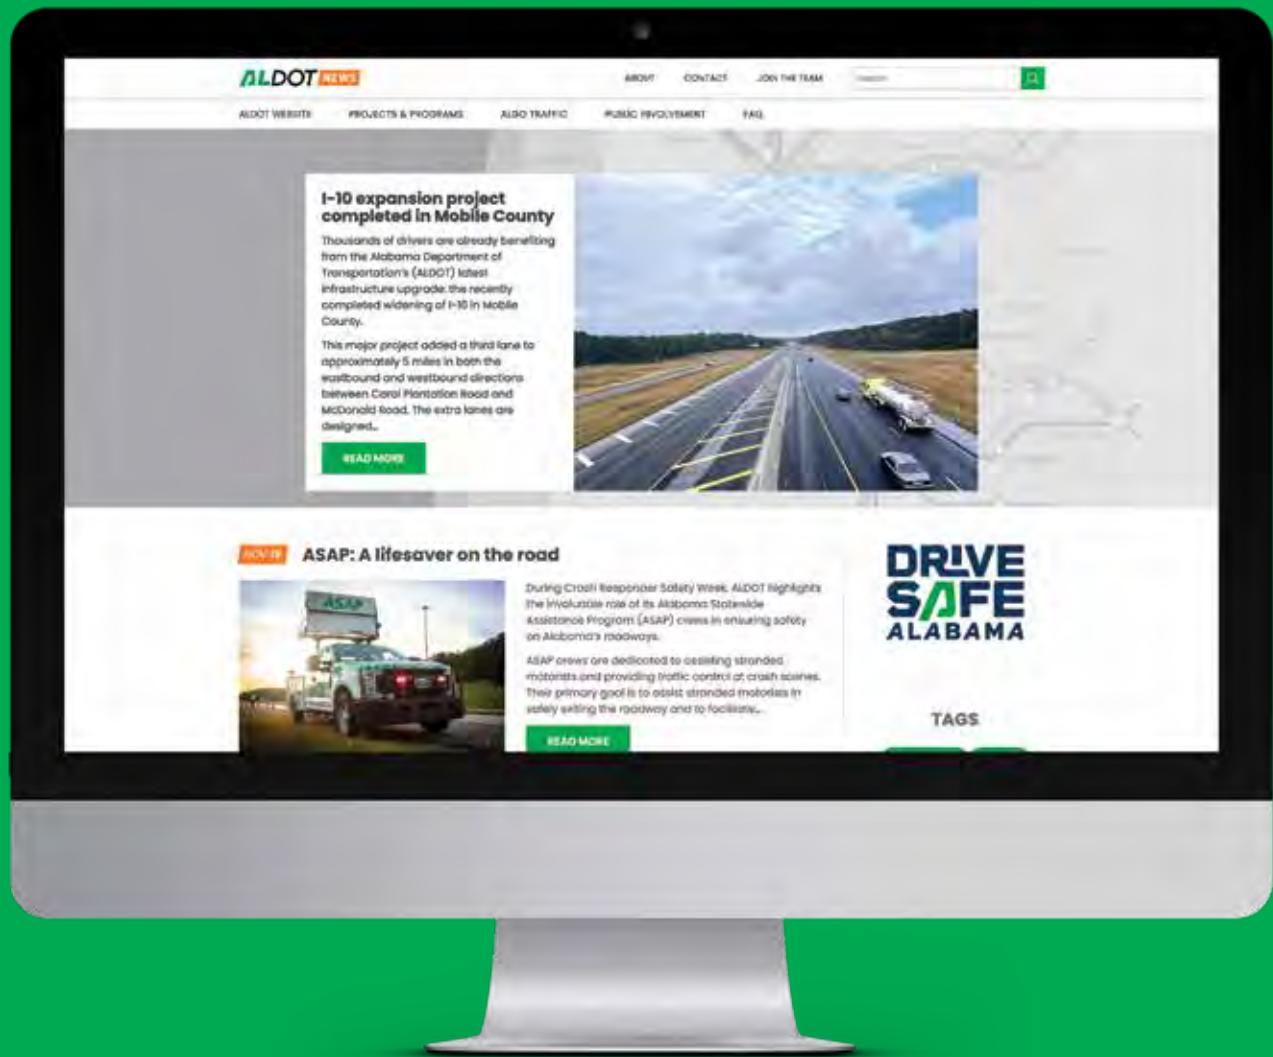 ALDOT NEWS
ABOUT CONTACT JOIN THE TEAM
Search
ALDOT WEBSITE PROJECTS & PROGRAMS ALGO TRAFFIC PUBLIC INVOLVEMENT FAQ
I-10 expansion project
completed in Mobile County
Thousands of drivers are already benefiting
from the Alabama Department of
Transportation's (ALDOT) latest
infrastructure upgrade: the recently
completed widening of I-10 in Mobile
County.
This major project added a third lane to
approximately 5 miles in both the
eastbound and westbound directions
between Carol Plantation Road and
McDonald Road. The extra lanes are
designed...
READ MORE
NOV
ASAP: A lifesaver on the road
ASAP
During Crash Responder Safety Week, ALDOT highlights
the invaluable role of its Alabama Statewide
Assistance Program (ASAP) crews in ensuring safety
on Alabama's roadways.
ASAP crews are dedicated to assisting stranded
motorists and providing traffic control at crash scenes.
Their primary goal is to assist stranded motorists in
safely exiting the roadway and to facilitate...
READ MORE
DRIVE
SAFE
ALABAMA
TAGS